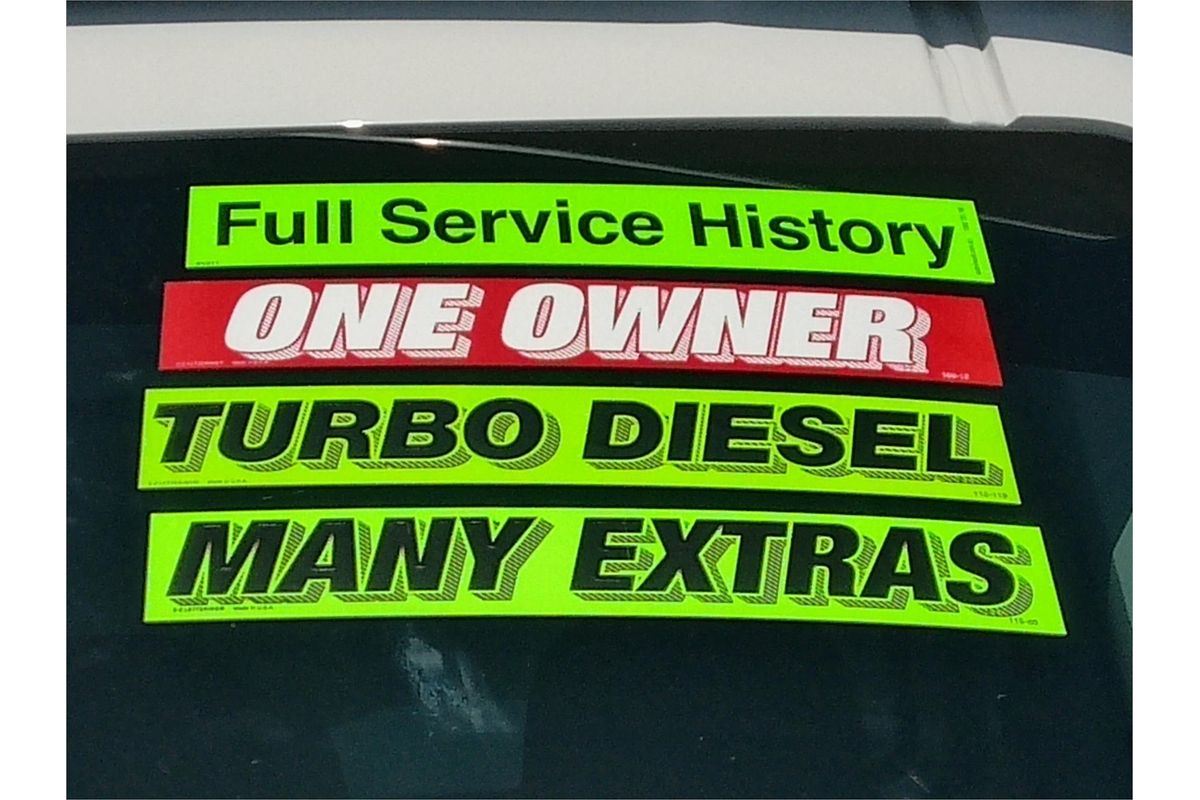 Full Service History
ONE OWNER
TURBO DIESEL
MANY EXTRAS